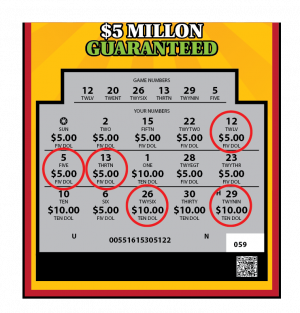 $5 MILLON
GUARANTEED
GAME NUMBERS
12 20 26 13 29 5
TWLV TWENT TWYSIX THRTN TWYNIN FIVE
YOUR NUMBERS
2 15 22 12
SUN TWO FIFTN TWYTWO TWLV
$5.00 $5.00 $5.00 $5.00 $5.00
FIV DOL FIV DOL FIV DOL FIV DOL FIV DOL
5 13 1 28 23
FIVE THRTN ONE TWYEGT TWYTHR
$5.00 $5.00 $10.00 $5.00 $5.00
FIV DOL FIV DOL TEN DOL FIV DOL FIV DOL
10 6 26 30 29
TEN SIX TWYSIX THIRTY TWYNIN
$10.00 $5.00 $10.00 $10.00 $10.00
TEN DOL FIV DOL TEN DOL TEN DOL TEN DOL
U N
00551615305122 059